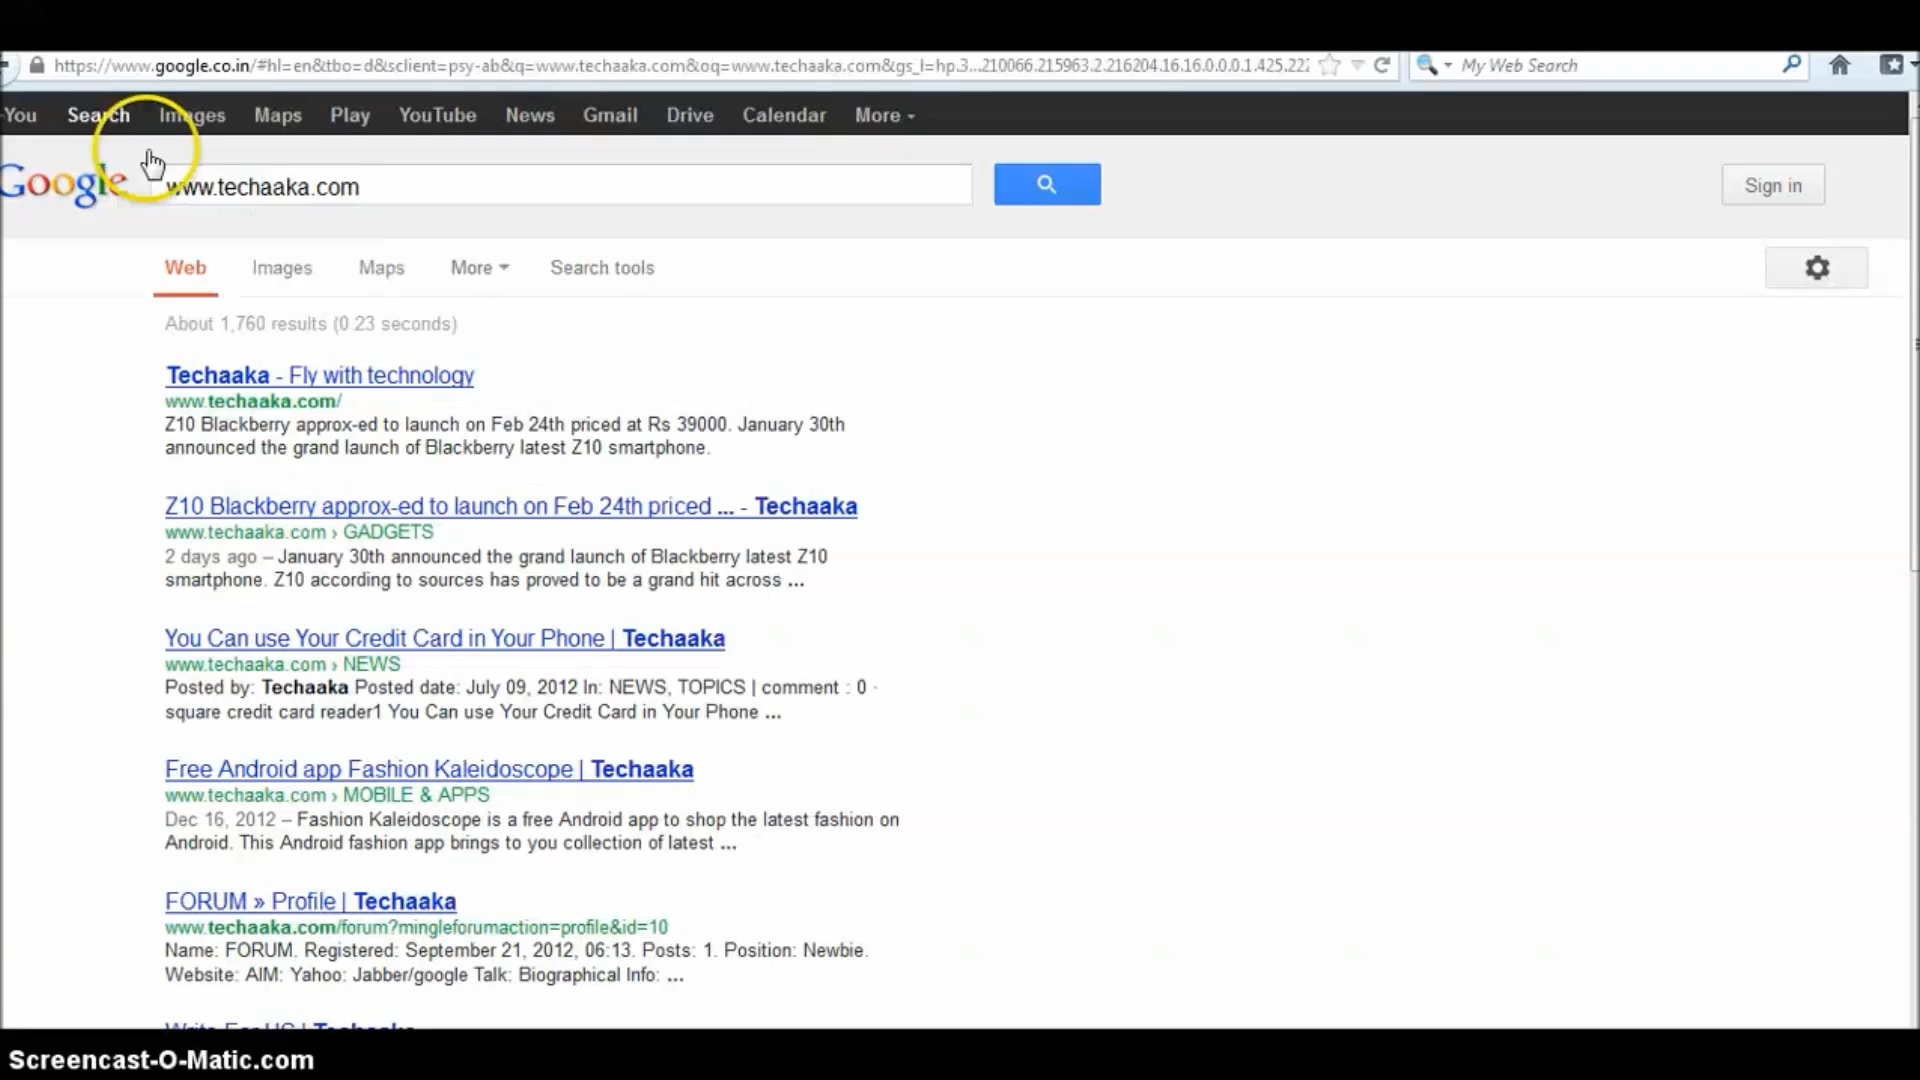 https://www.google.co.in/#hl=en&tbo=d&sclient=psy-ab&q=www.techaaka.com&oq=www.techaaka.com&gs_l=hp.3...210066.215963.2.216204.16.16.0.0.0.1.425.222 My Web Search
You Search Images Maps Play YouTube News Gmail Drive Calendar More
Google www.techaaka.com Sign in
Web Images Maps More Search tools
About 1,760 results (0.23 seconds)
Techaaka - Fly with technology
www.techaaka.com/
Z10 Blackberry approx-ed to launch on Feb 24th priced at Rs 39000. January 30th
announced the grand launch of Blackberry latest Z10 smartphone.
Z10 Blackberry approx-ed to launch on Feb 24th priced ... - Techaaka
www.techaaka.com › GADGETS
2 days ago – January 30th announced the grand launch of Blackberry latest Z10
smartphone. Z10 according to sources has proved to be a grand hit across ...
You Can use Your Credit Card in Your Phone | Techaaka
www.techaaka.com › NEWS
Posted by: Techaaka Posted date: July 09, 2012 In: NEWS, TOPICS | comment : 0 ·
square credit card reader1 You Can use Your Credit Card in Your Phone ...
Free Android app Fashion Kaleidoscope | Techaaka
www.techaaka.com › MOBILE & APPS
Dec 16, 2012 – Fashion Kaleidoscope is a free Android app to shop the latest fashion on
Android. This Android fashion app brings to you collection of latest ...
FORUM » Profile | Techaaka
www.techaaka.com/forum?mingleforumaction=profile&id=10
Name: FORUM. Registered: September 21, 2012, 06:13. Posts: 1. Position: Newbie.
Website: AIM: Yahoo: Jabber/google Talk: Biographical Info: ...
Write For US | Techaaka
Screencast-O-Matic.com